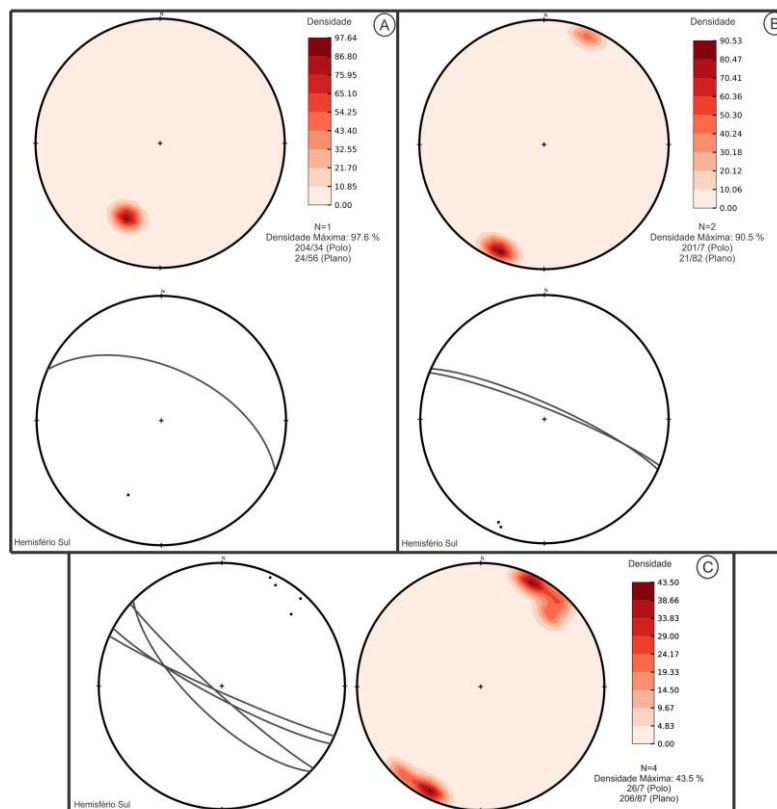 Densidade
A
97.64
86.80
75.95
65.10
54.25
43.40
32.55
21.70
10.85
0.00
N=1
Densidade Máxima: 97.6 %
204/34 (Polo)
24/56 (Plano)
N
Hemisfério Sul
Densidade
B
90.53
80.47
70.41
60.36
50.30
40.24
30.18
20.12
10.06
0.00
N=2
Densidade Máxima: 90.5 %
201/7 (Polo)
21/82 (Plano)
N
Hemisfério Sul
N
Hemisfério Sul
N
Densidade
C
43.50
38.66
33.83
29.00
24.17
19.33
14.50
9.67
4.83
0.00
N=4
Densidade Máxima: 43.5 %
26/7 (Polo)
206/87 (Plano)